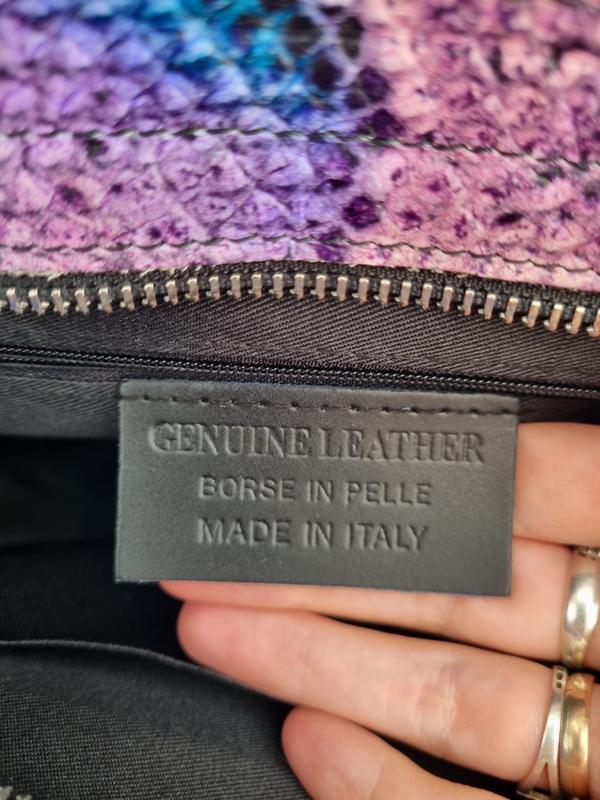 GENUINE LEATHER
BORSE IN PELLE
MADE IN ITALY